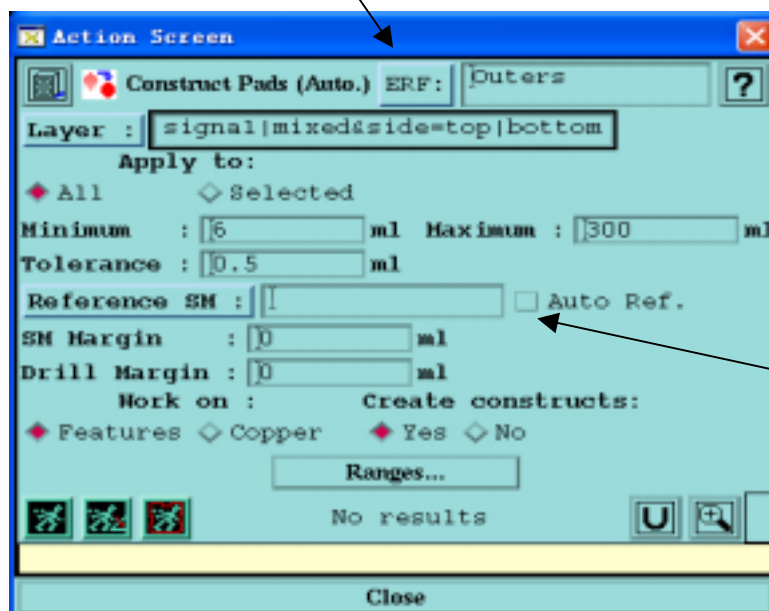 Action Screen
Construct Pads (Auto.) ERF: Outers ?
Layer : signal|mixed&side=top|bottom
Apply to:
All Selected
Minimum : 6 ml Maximum : 300 ml
Tolerance : 0.5 ml
Reference SM : Auto Ref.
SM Margin : 0 ml
Drill Margin : 0 ml
Work on : Create constructs:
Features Copper Yes No
Ranges...
No results U
Close